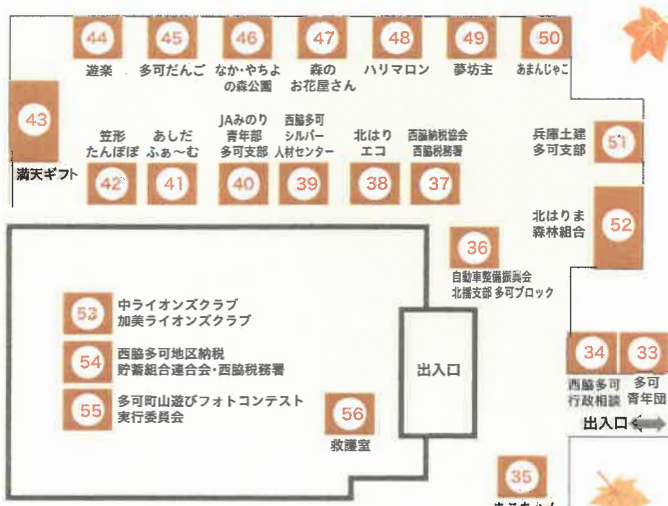 44
45
46
47
48
49
50
遊楽
多可だんご
なか・やちよ
の森公園
森の
お花屋さん
ハリマロン
夢坊主
あまんじゃこ
43
満天ギフト
笠形
たんぽぽ
あしだ
ふぁ〜む
JAみのり
青年部
多可支部
西脇多可
シルバー
人材センター
北はり
エコ
西脇納税協会
西脇税務署
42
41
40
39
38
37
兵庫土建
多可支部
51
北はりま
森林組合
52
36
自動車整備振興会
北播支部 多可ブロック
53
中ライオンズクラブ
加美ライオンズクラブ
54
西脇多可地区納税
貯蓄組合連合会・西脇税務署
55
多可町山遊びフォトコンテスト
実行委員会
56
救護室
出入口
34
33
西脇多可
行政相談
多可
青年団
出入口
35